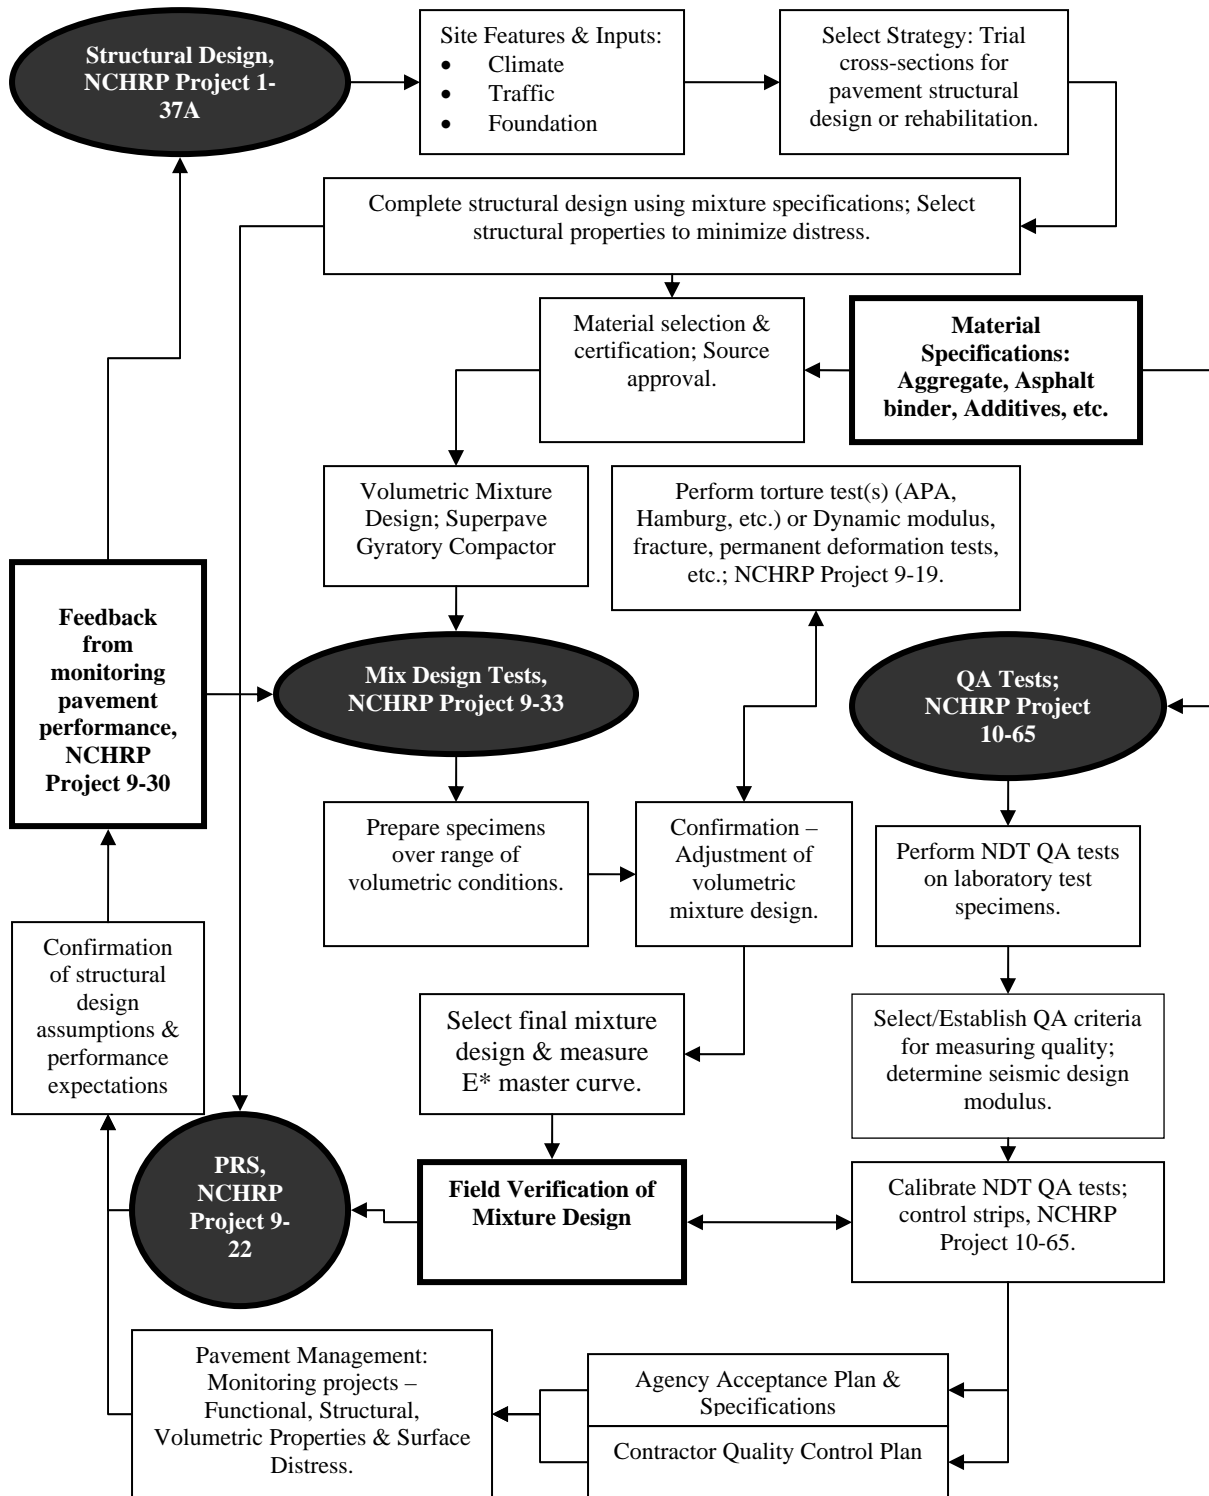 Structural Design,
NCHRP Project 1-
37A
Site Features & Inputs:
• Climate
• Traffic
• Foundation
Select Strategy: Trial
cross-sections for
pavement structural
design or rehabilitation.
Complete structural design using mixture specifications; Select
structural properties to minimize distress.
Material selection &
certification; Source
approval.
Material
Specifications:
Aggregate, Asphalt
binder, Additives, etc.
Volumetric Mixture
Design; Superpave
Gyratory Compactor
Perform torture test(s) (APA,
Hamburg, etc.) or Dynamic modulus,
fracture, permanent deformation tests,
etc.; NCHRP Project 9-19.
Feedback
from
monitoring
pavement
performance,
NCHRP
Project 9-30
Mix Design Tests,
NCHRP Project 9-33
QA Tests;
NCHRP Project
10-65
Prepare specimens
over range of
volumetric conditions.
Confirmation –
Adjustment of
volumetric
mixture design.
Perform NDT QA tests
on laboratory test
specimens.
Confirmation
of structural
design
assumptions &
performance
expectations
Select final mixture
design & measure
E* master curve.
Select/Establish QA criteria
for measuring quality;
determine seismic design
modulus.
PRS,
NCHRP
Project 9-
22
Field Verification of
Mixture Design
Calibrate NDT QA tests;
control strips, NCHRP
Project 10-65.
Pavement Management:
Monitoring projects –
Functional, Structural,
Volumetric Properties & Surface
Distress.
Agency Acceptance Plan &
Specifications
Contractor Quality Control Plan